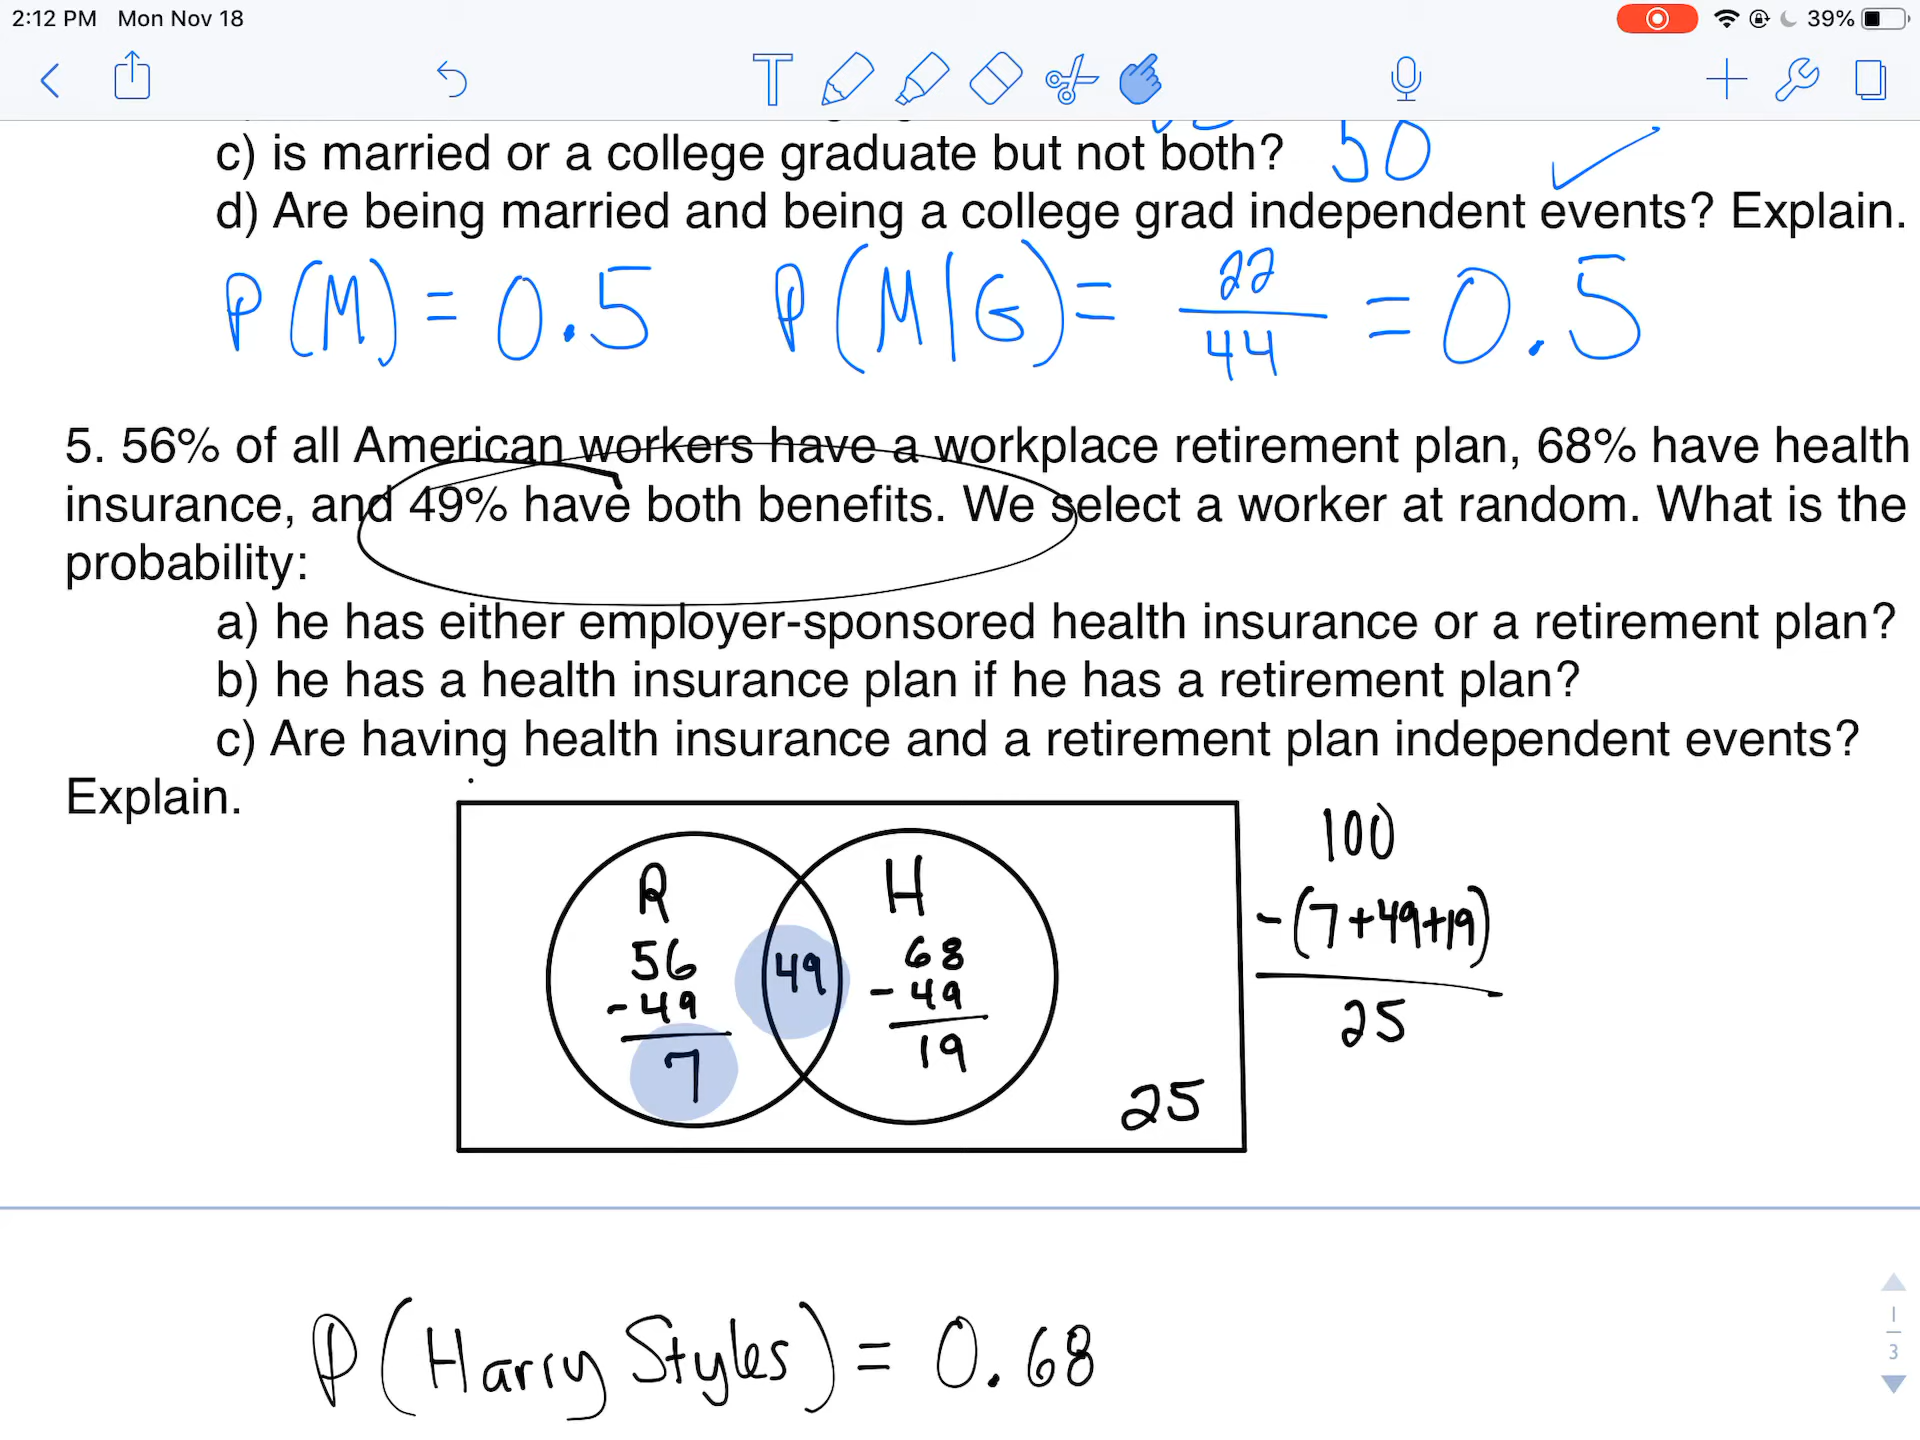 2:12 PM Mon Nov 18
39%
T
c) is married or a college graduate but not both? 50
d) Are being married and being a college grad independent events? Explain.
P(M) = 0.5 P(M|G) = 22/44 = 0.5
5. 56% of all American workers have a workplace retirement plan, 68% have health
insurance, and 49% have both benefits. We select a worker at random. What is the
probability:
a) he has either employer-sponsored health insurance or a retirement plan?
b) he has a health insurance plan if he has a retirement plan?
c) Are having health insurance and a retirement plan independent events?
Explain.
R
56
- 49
7
49
H
68
- 49
19
25
100
- (7+49+19)
25
P(Harry Styles) = 0.68
1
3